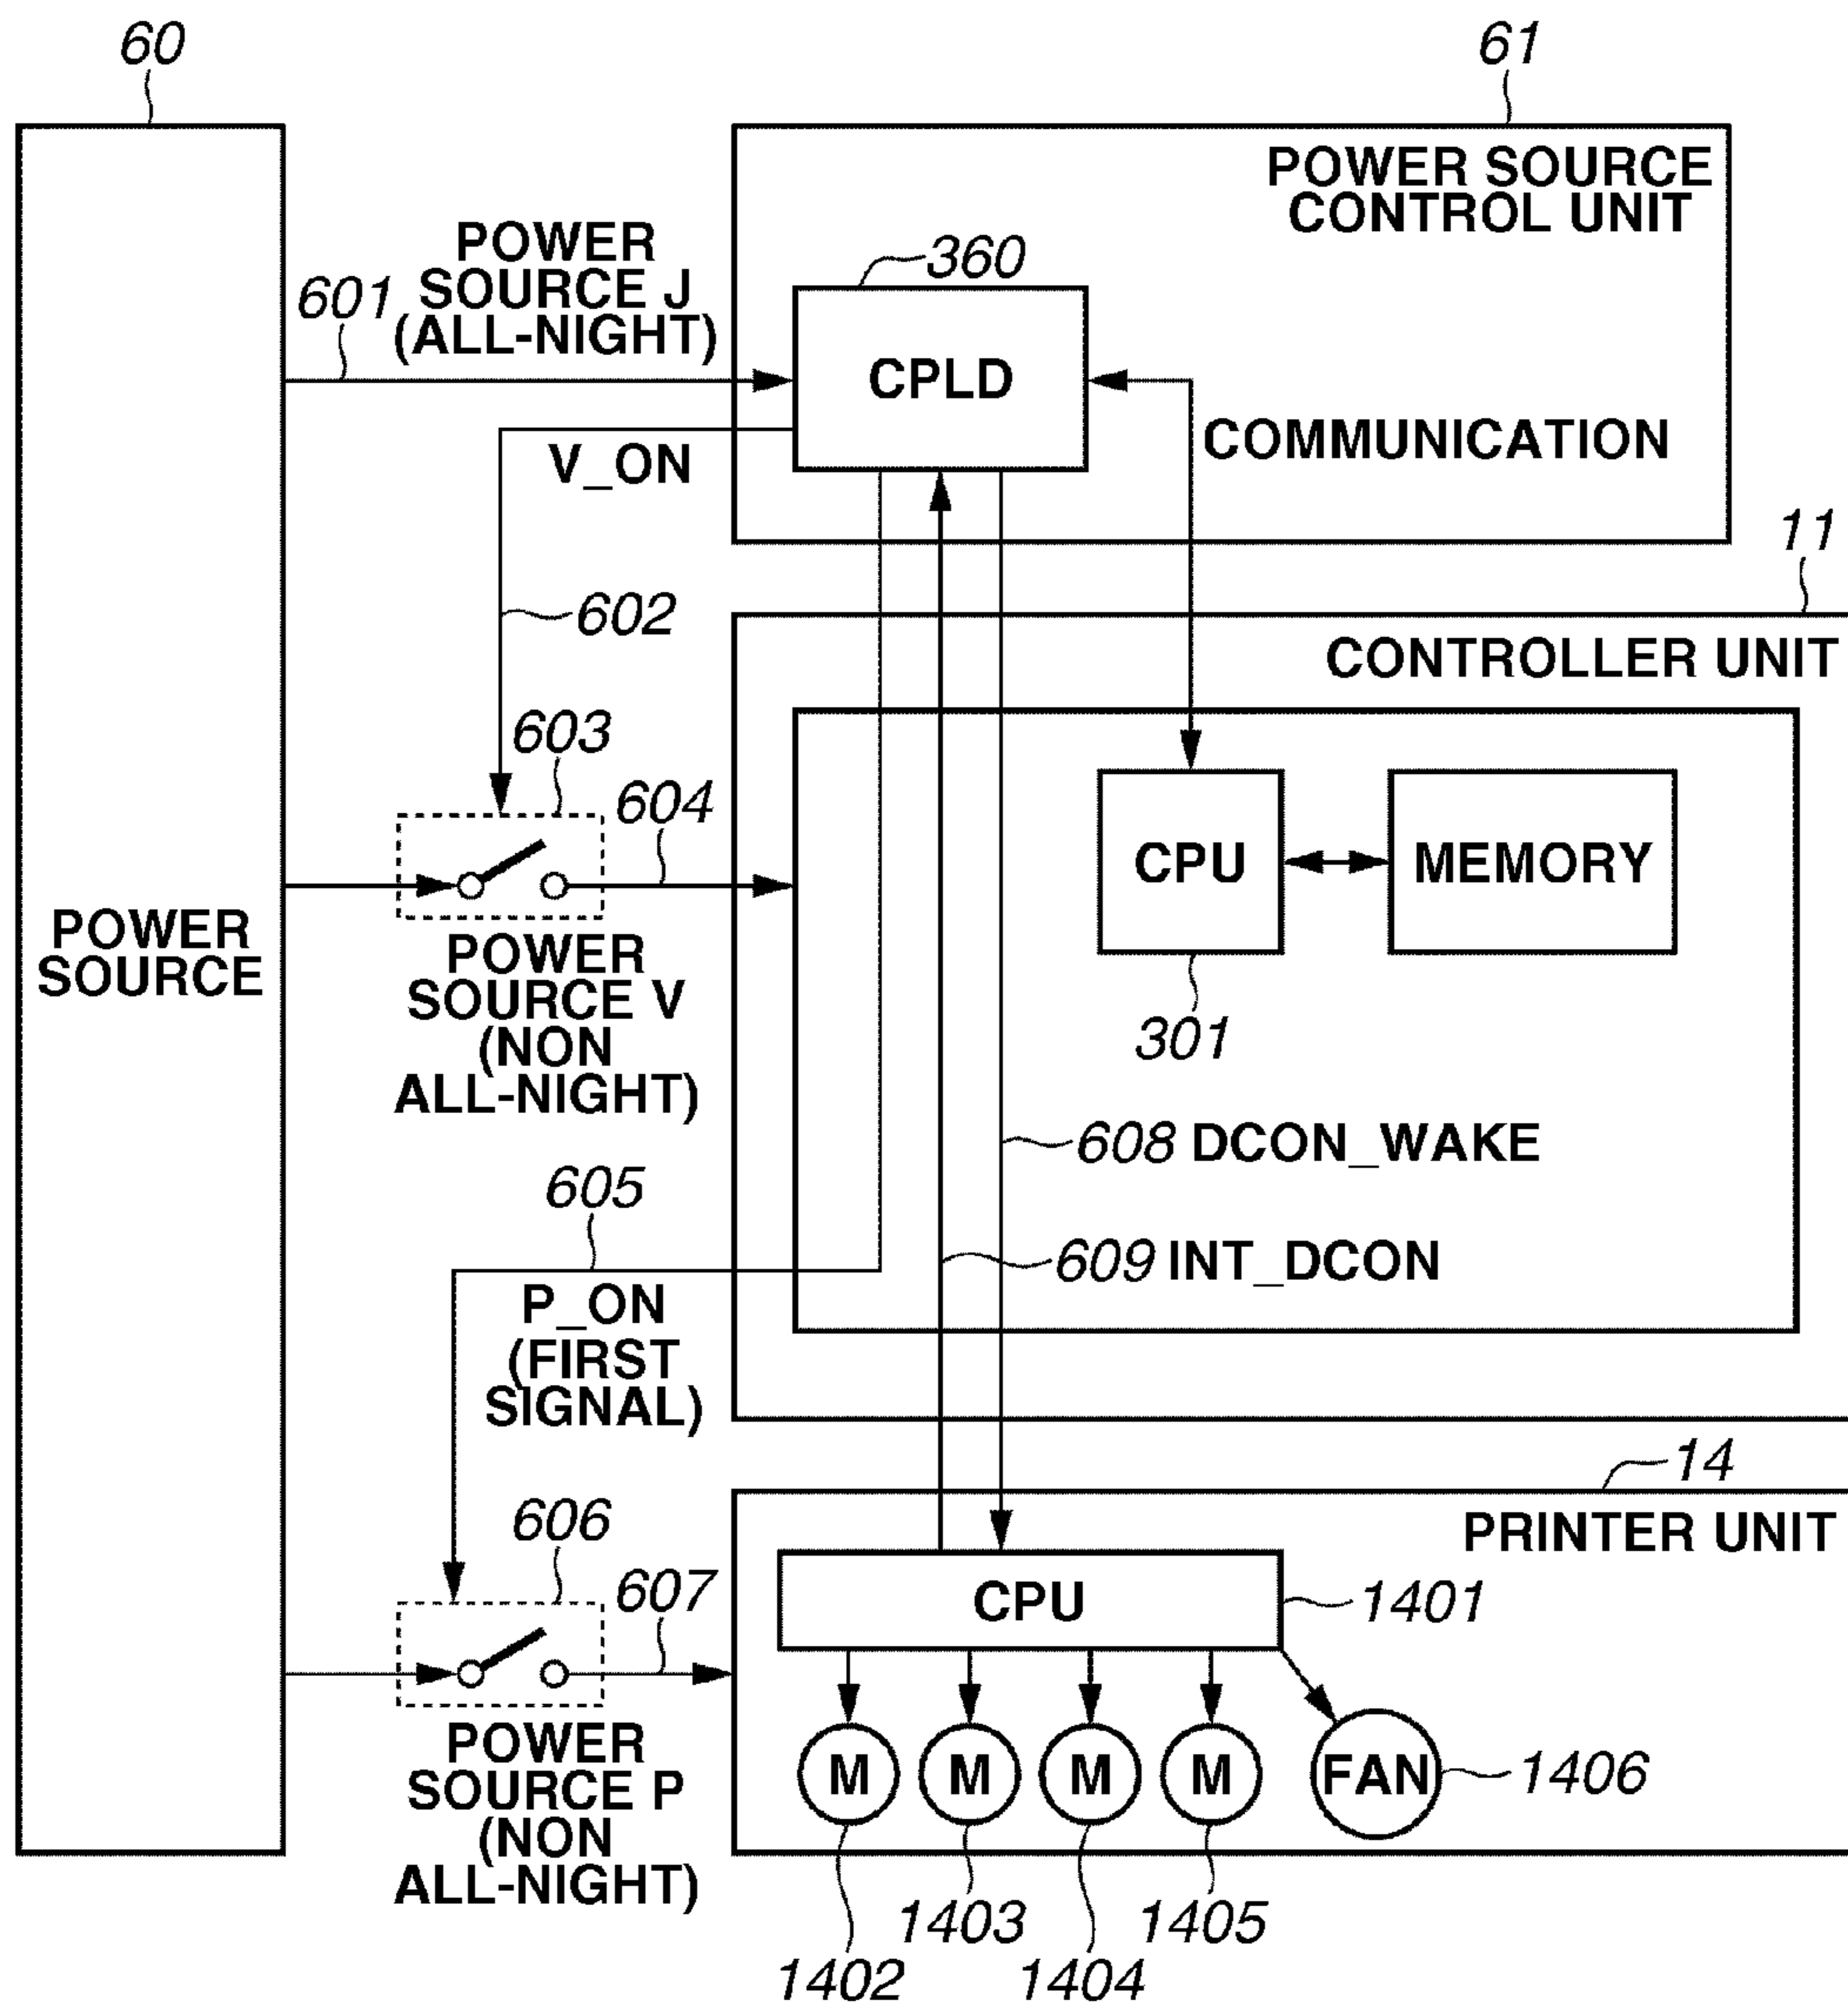 60
61
POWER SOURCE
CONTROL UNIT
POWER
SOURCE J
(ALL-NIGHT)
601
360
CPLD
COMMUNICATION
V_ON
602
11
CONTROLLER UNIT
603
604
CPU
MEMORY
301
POWER
SOURCE
POWER
SOURCE V
(NON
ALL-NIGHT)
608 DCON_WAKE
605
609 INT_DCON
P_ON
(FIRST
SIGNAL)
14
PRINTER UNIT
606
607
CPU
1401
POWER
SOURCE P
(NON
ALL-NIGHT)
M
M
M
M
FAN
1406
1403
1405
1402
1404